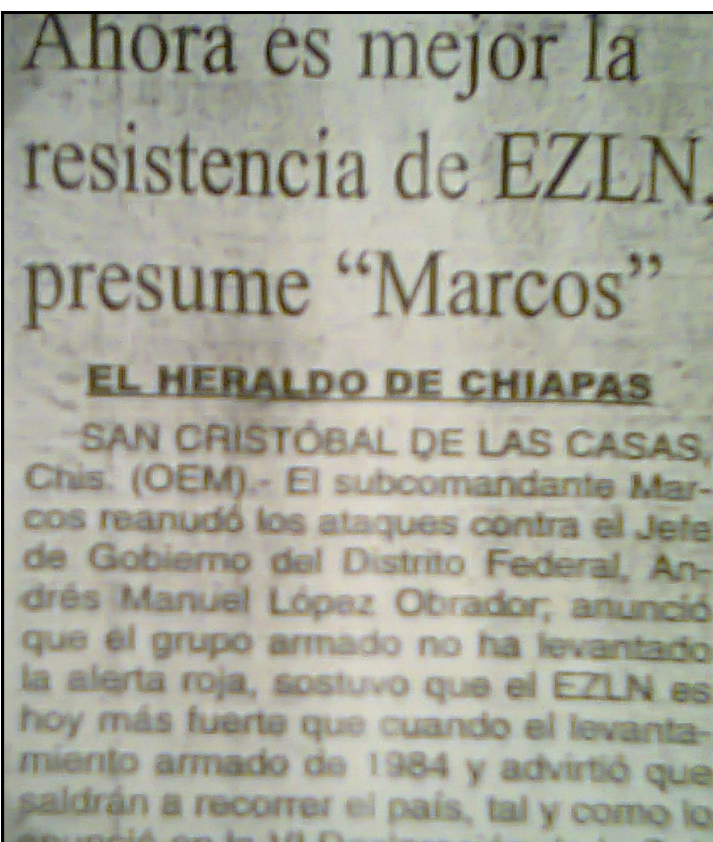 Ahora es mejor la
resistencia de EZLN,
presume “Marcos”
EL HERALDO DE CHIAPAS
SAN CRISTÓBAL DE LAS CASAS,
Chis. (OEM).- El subcomandante Mar-
cos reanudó los ataques contra el Jefe
de Gobierno del Distrito Federal, An-
drés Manuel López Obrador; anunció
que el grupo armado no ha levantado
la alerta roja, sostuvo que el EZLN es
hoy más fuerte que cuando el levanta-
miento armado de 1984 y advirtió que
saldrán a recorrer el país, tal y como lo
anunció en la VI